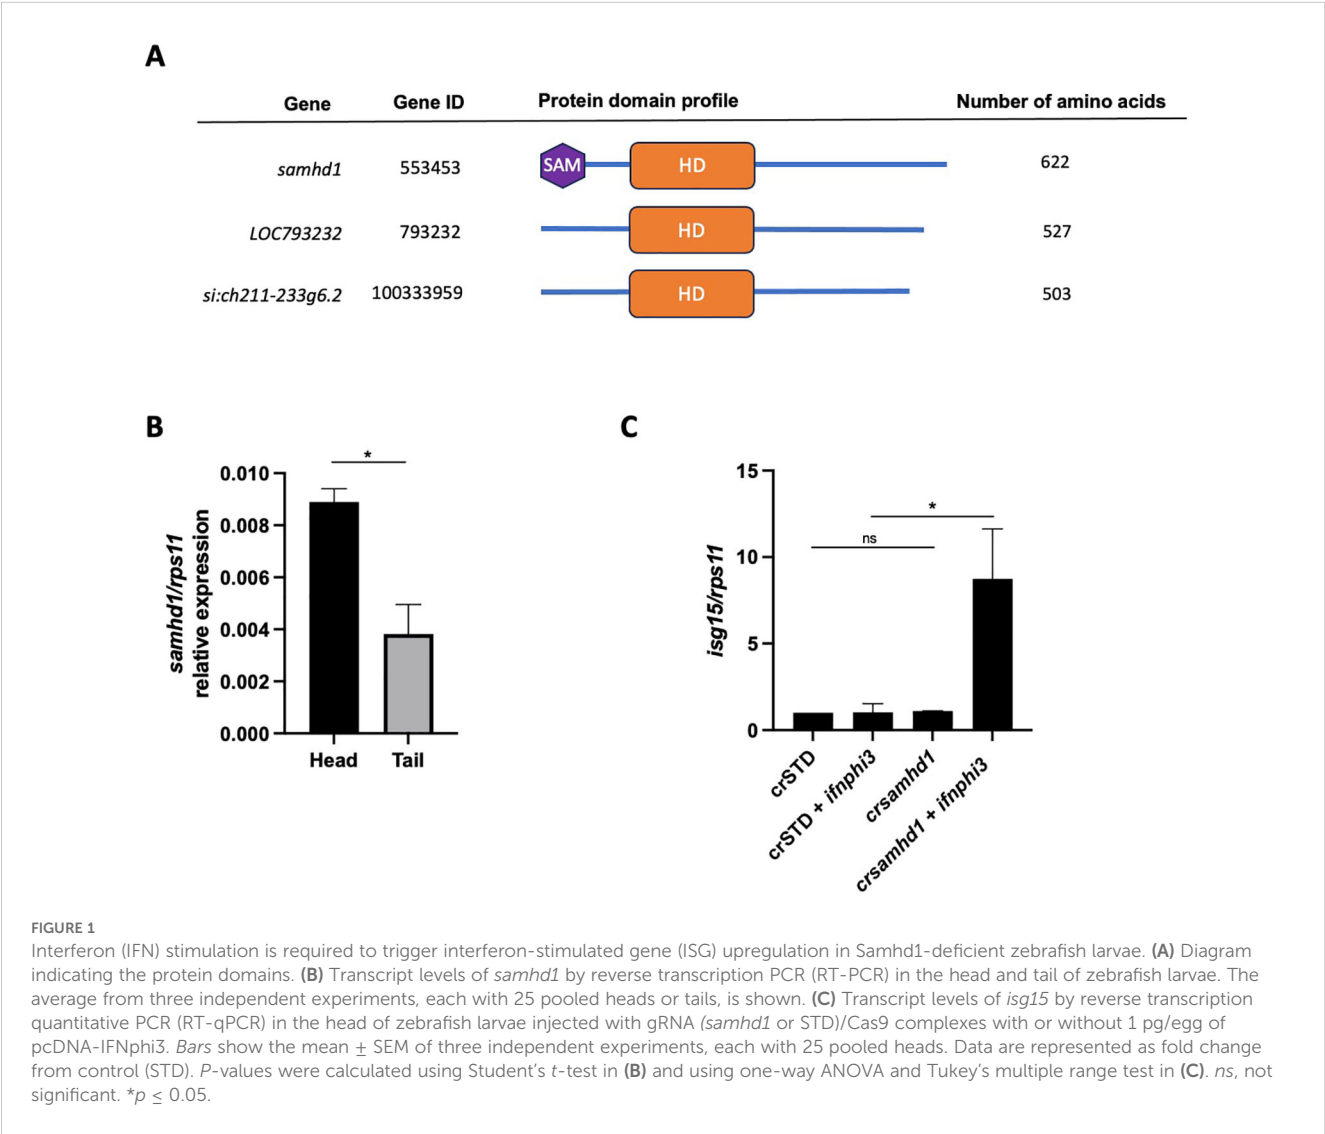 A
Gene Gene ID Protein domain profile Number of amino acids
samhd1 553453 SAM HD 622
LOC793232 793232 HD 527
si:ch211-233g6.2 100333959 HD 503
B
samhd1/rps11
relative expression
*
0.010
0.008
0.006
0.004
0.002
0.000
Head Tail
C
isg15/rps11
15
10
5
0
*
ns
crSTD
crSTD + ifnphi3
crsamhd1
crsamhd1 + ifnphi3
FIGURE 1
Interferon (IFN) stimulation is required to trigger interferon-stimulated gene (ISG) upregulation in Samhd1-deficient zebrafish larvae. (A) Diagram
indicating the protein domains. (B) Transcript levels of samhd1 by reverse transcription PCR (RT-PCR) in the head and tail of zebrafish larvae. The
average from three independent experiments, each with 25 pooled heads or tails, is shown. (C) Transcript levels of isg15 by reverse transcription
quantitative PCR (RT-qPCR) in the head of zebrafish larvae injected with gRNA (samhd1 or STD)/Cas9 complexes with or without 1 pg/egg of
pcDNA-IFNphi3. Bars show the mean ± SEM of three independent experiments, each with 25 pooled heads. Data are represented as fold change
from control (STD). P-values were calculated using Student's t-test in (B) and using one-way ANOVA and Tukey's multiple range test in (C). ns, not
significant. *p ≤ 0.05.